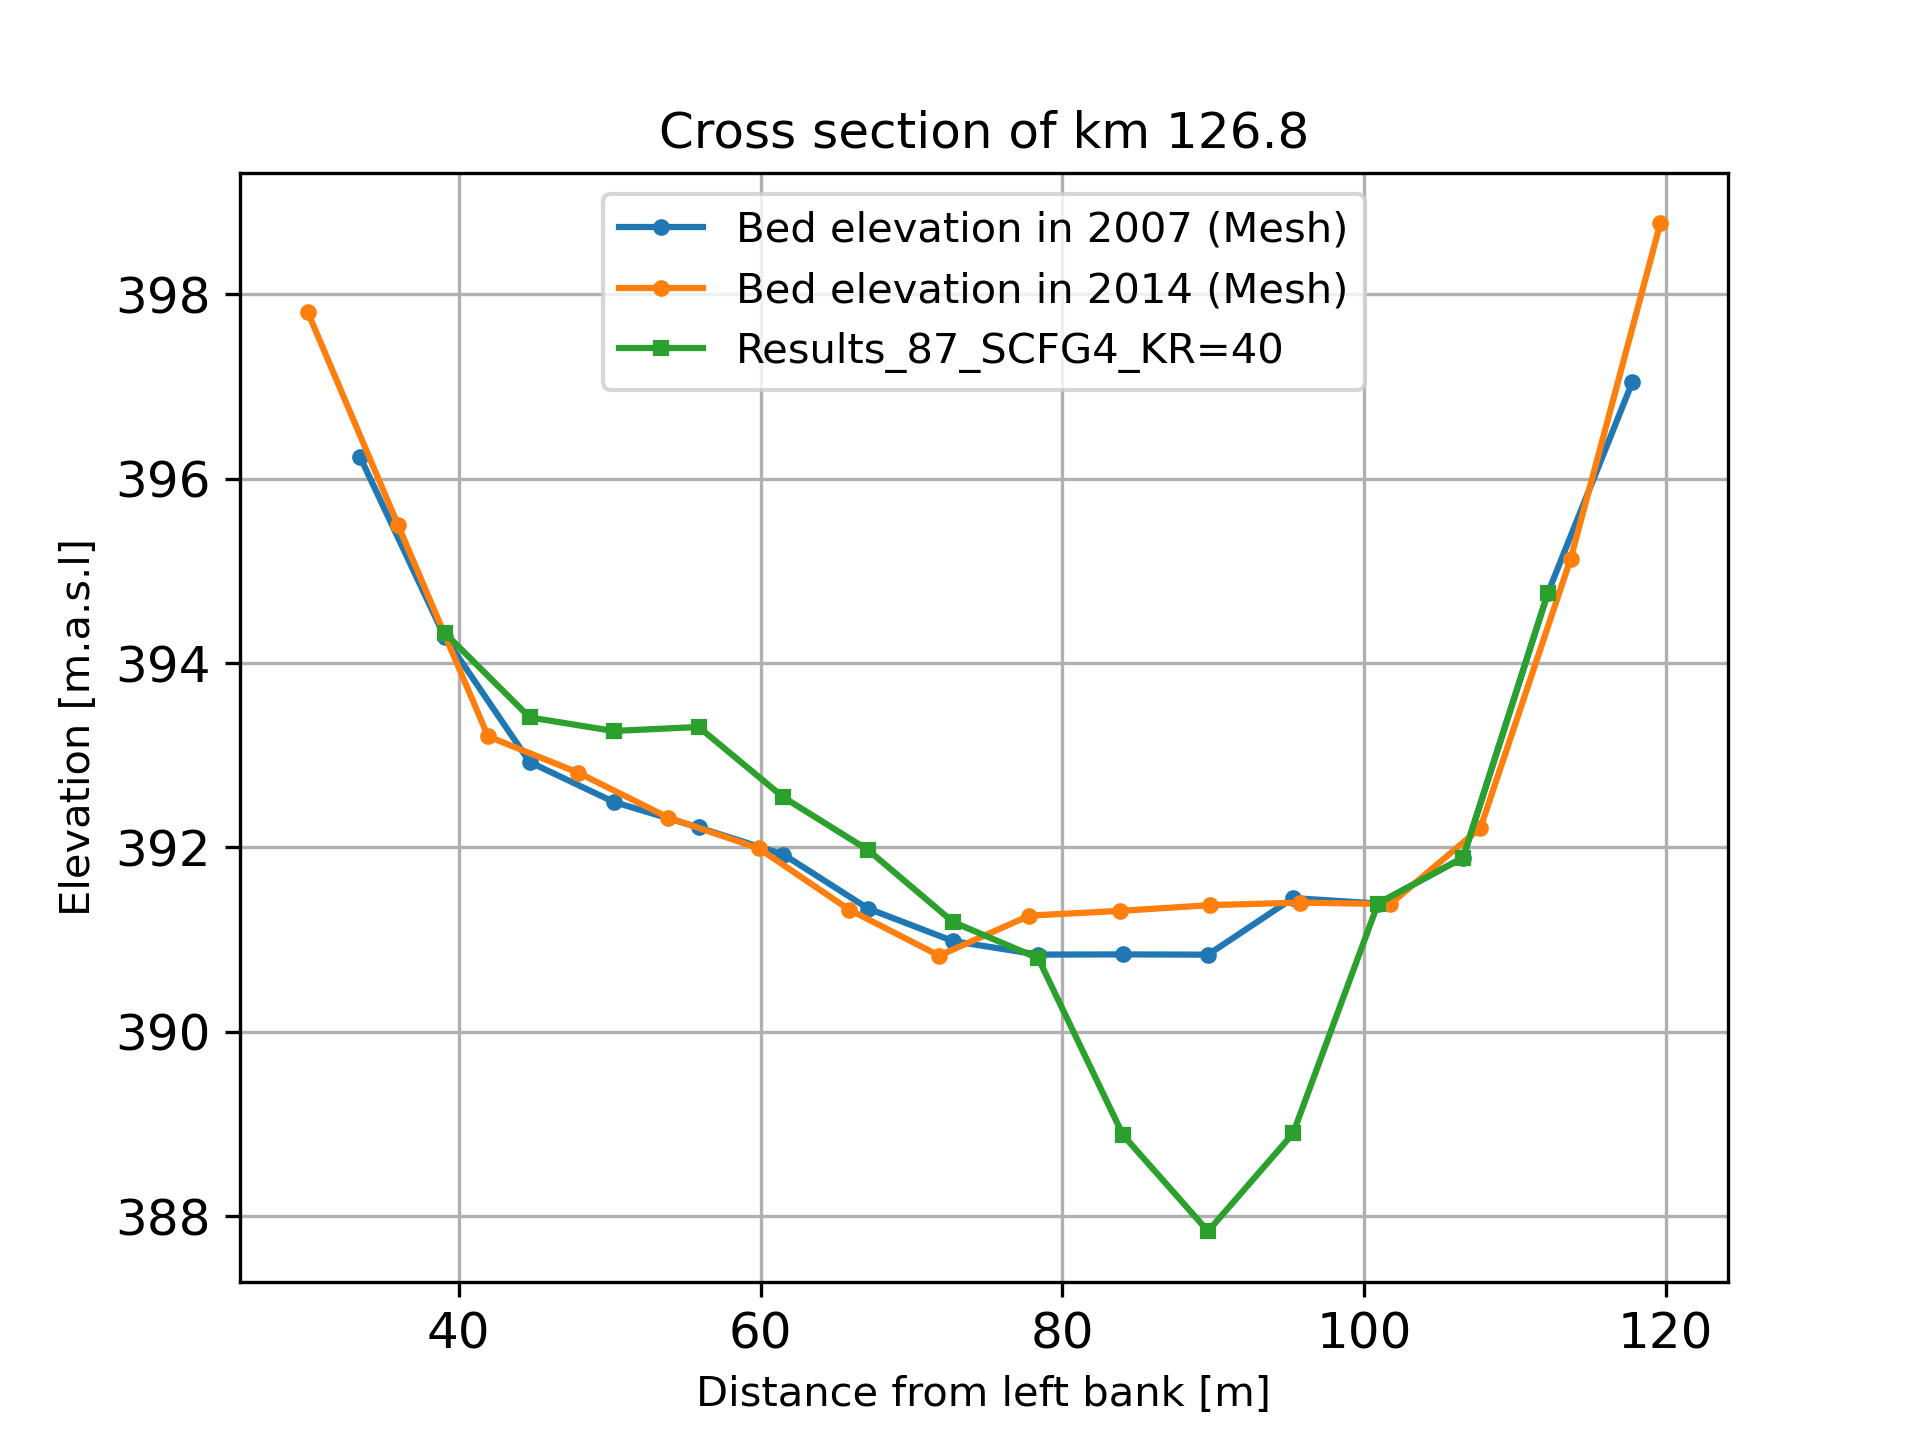 Cross section of km 126.8
Bed elevation in 2007 (Mesh)
Bed elevation in 2014 (Mesh)
Results_87_SCFG4_KR=40
Elevation [m.a.s.l]
398
396
394
392
390
388
40 60 80 100 120
Distance from left bank [m]